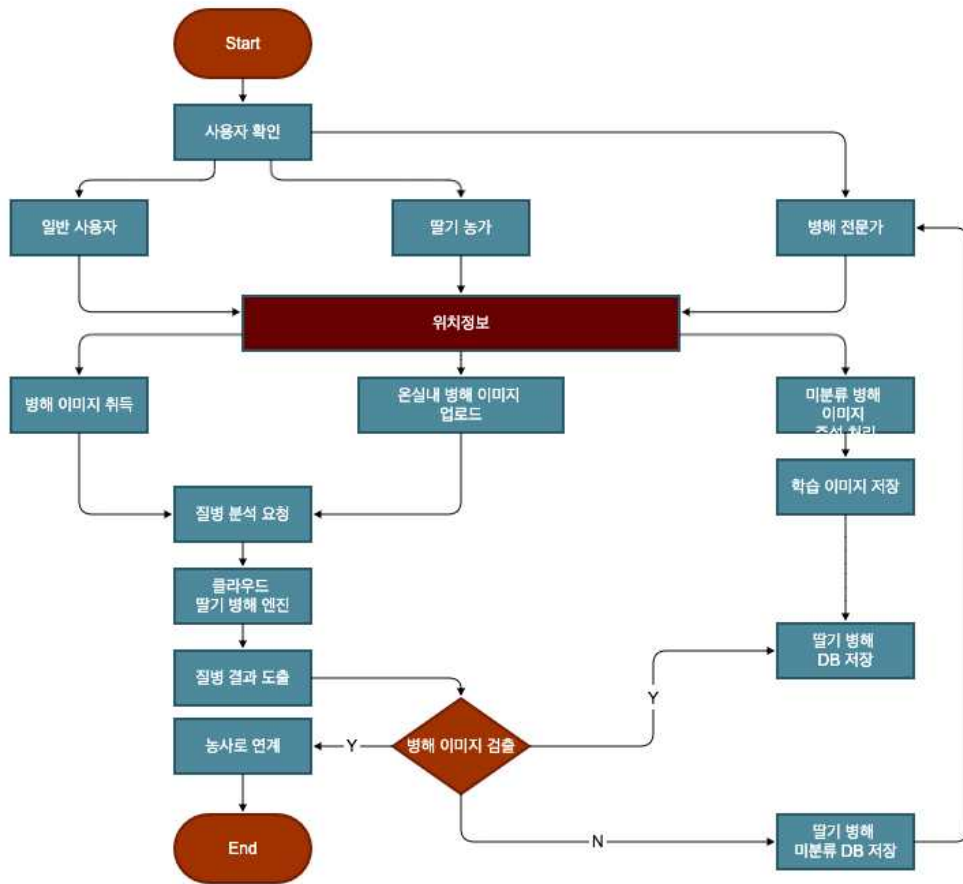 Start
사용자 확인
일반 사용자
딸기 농가
병해 전문가
위치정보
병해 이미지 취득
온실내 병해 이미지
업로드
미분류 병해
이미지
주석 처리
학습 이미지 저장
질병 분석 요청
클라우드
딸기 병해 엔진
딸기 병해
DB 저장
질병 결과 도출
Y
농사로 연계
Y
병해 이미지 검출
End
N
딸기 병해
미분류 DB 저장